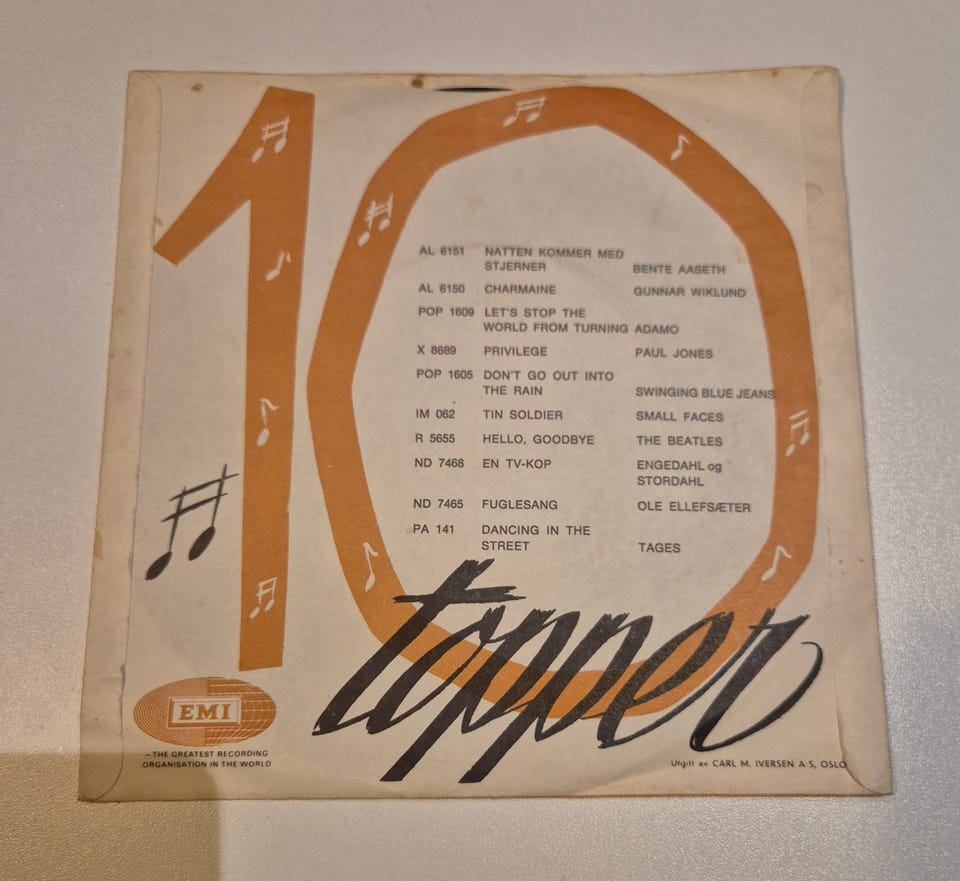 10
AL 6151 NATTEN KOMMER MED
STJERNER BENTE AASETH
AL 6150 CHARMAINE GUNNAR WIKLUND
POP 1609 LET'S STOP THE
WORLD FROM TURNING ADAMO
X 8689 PRIVILEGE PAUL JONES
POP 1605 DON'T GO OUT INTO
THE RAIN SWINGING BLUE JEANS
IM 062 TIN SOLDIER SMALL FACES
R 5655 HELLO, GOODBYE THE BEATLES
ND 7468 EN TV-KOP ENGEDAHL og
STORDAHL
ND 7465 FUGLESANG OLE ELLEFSÆTER
PA 141 DANCING IN THE
STREET TAGES
topper
EMI
– THE GREATEST RECORDING
ORGANISATION IN THE WORLD
Utgitt av CARL M. IVERSEN A·S, OSLO